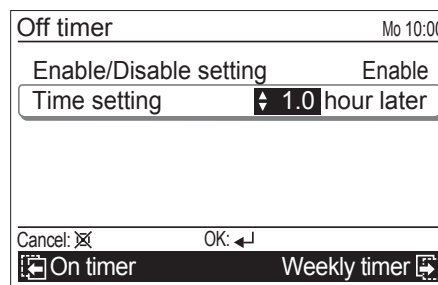 Off timer Mo 10:00
Enable/Disable setting Enable
Time setting 1.0 hour later
Cancel: OK:
On timer Weekly timer